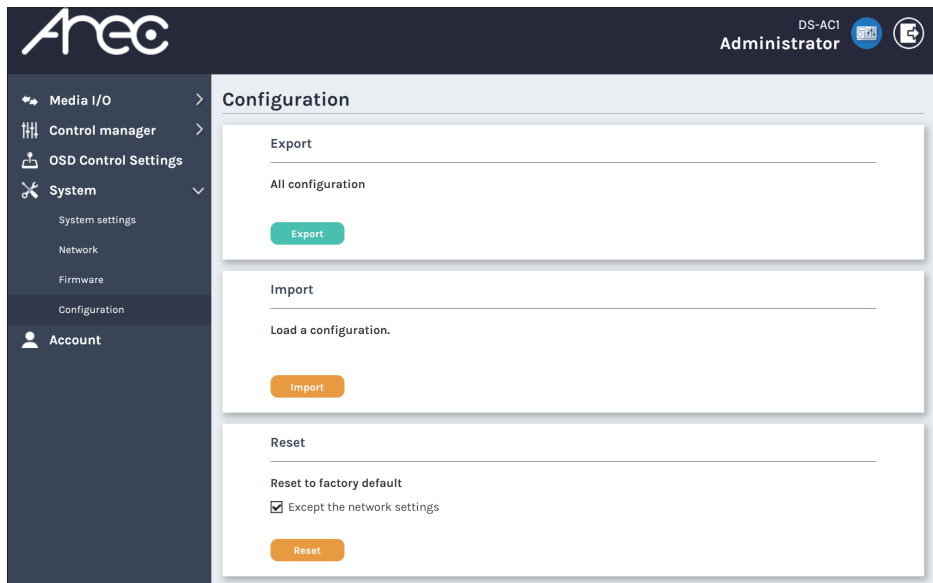 Arec
DS-AC1
Administrator
Media I/O
Control manager
OSD Control Settings
System
System settings
Network
Firmware
Configuration
Account
Configuration
Export
All configuration
Export
Import
Load a configuration.
Import
Reset
Reset to factory default
Except the network settings
Reset